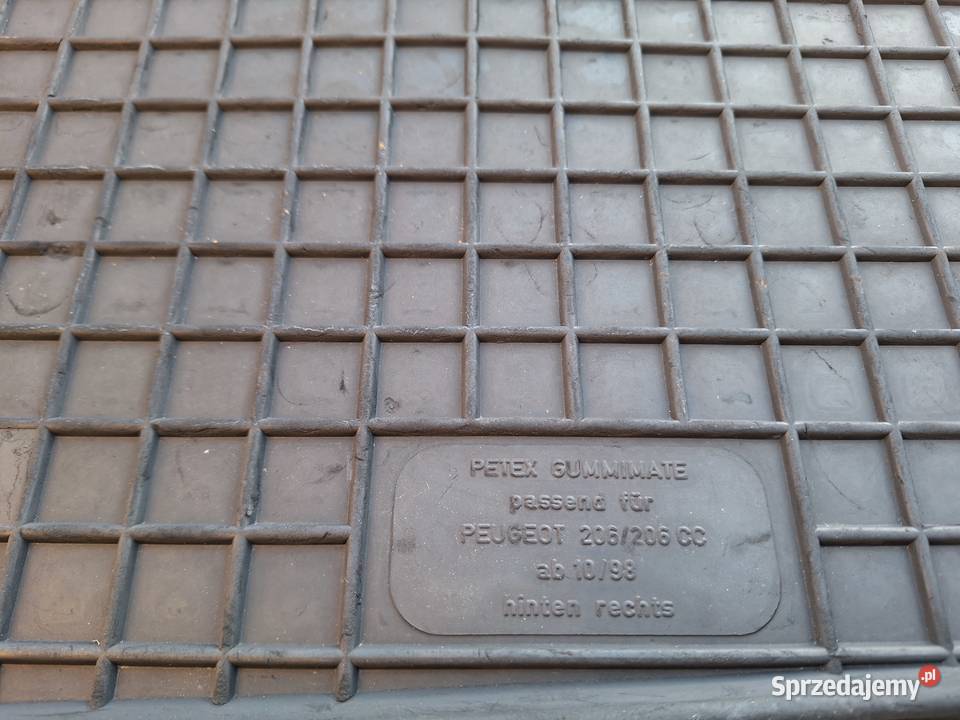 PETEX GUMMIMATE
passend für
PEUGEOT 206/206 CC
ab 10/98
hinten rechts
Sprzedajemy.pl